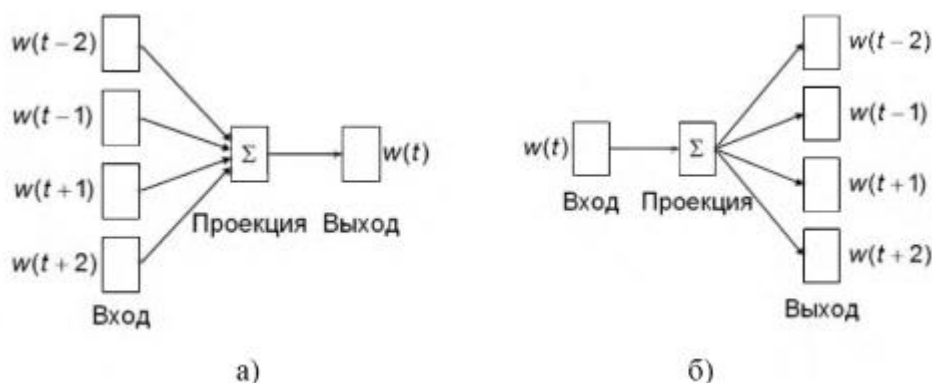 w(t−2)
w(t−1)
w(t+1)
w(t+2)
Вход
Σ
Проекция
w(t)
Выход
а)
w(t)
Вход
Σ
Проекция
w(t−2)
w(t−1)
w(t+1)
w(t+2)
Выход
б)